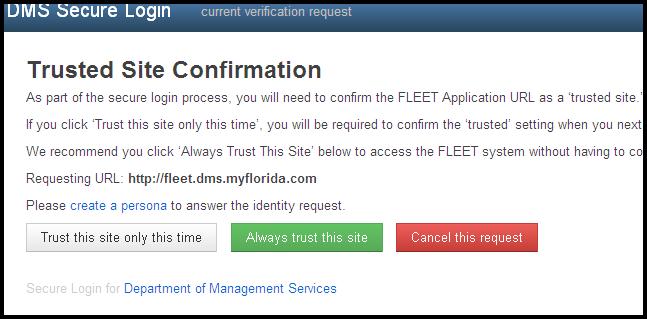 DMS Secure Login current verification request
Trusted Site Confirmation
As part of the secure login process, you will need to confirm the FLEET Application URL as a ‘trusted site.’
If you click ‘Trust this site only this time’, you will be required to confirm the ‘trusted’ setting when you next
We recommend you click ‘Always Trust This Site’ below to access the FLEET system without having to co
Requesting URL: http://fleet.dms.myflorida.com
Please create a persona to answer the identity request.
Trust this site only this time Always trust this site Cancel this request
Secure Login for Department of Management Services